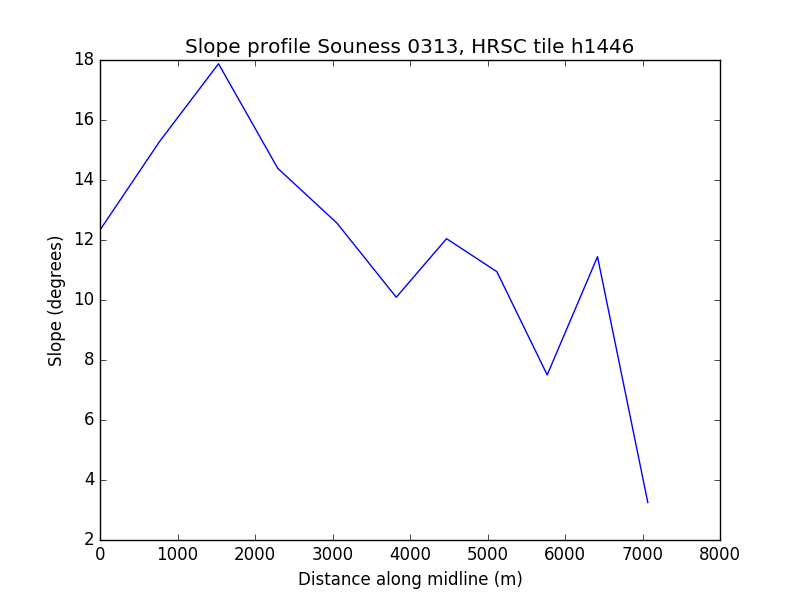 Slope profile Souness 0313, HRSC tile h1446
18
16
14
12
10
8
6
4
2
Slope (degrees)
0 1000 2000 3000 4000 5000 6000 7000 8000
Distance along midline (m)